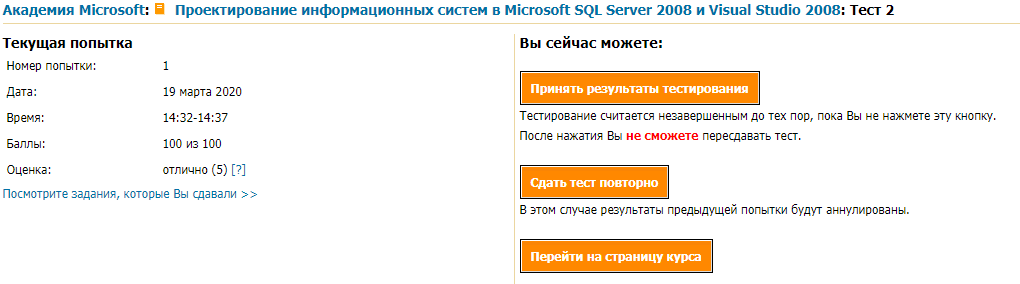 Академия Microsoft: Проектирование информационных систем в Microsoft SQL Server 2008 и Visual Studio 2008: Тест 2
Текущая попытка
Номер попытки: 1
Дата: 19 марта 2020
Время: 14:32-14:37
Баллы: 100 из 100
Оценка: отлично (5) [?]
Посмотрите задания, которые Вы сдавали >>
Вы сейчас можете:
Принять результаты тестирования
Тестирование считается незавершенным до тех пор, пока Вы не нажмете эту кнопку.
После нажатия Вы не сможете пересдавать тест.
Сдать тест повторно
В этом случае результаты предыдущей попытки будут аннулированы.
Перейти на страницу курса